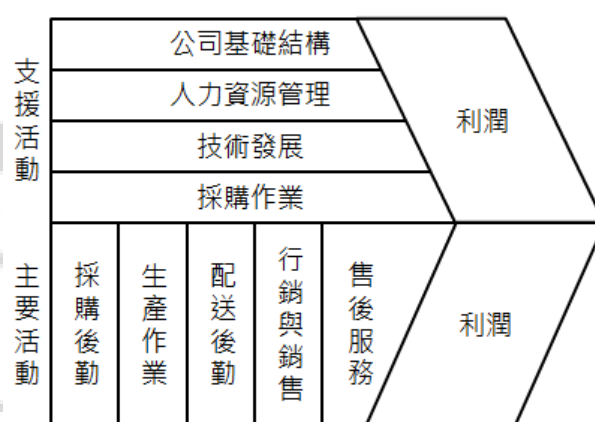 支援活動
公司基礎結構
人力資源管理
技術發展
採購作業
利潤
主要活動
採購後勤
生產作業
配送後勤
行銷與銷售
售後服務
利潤